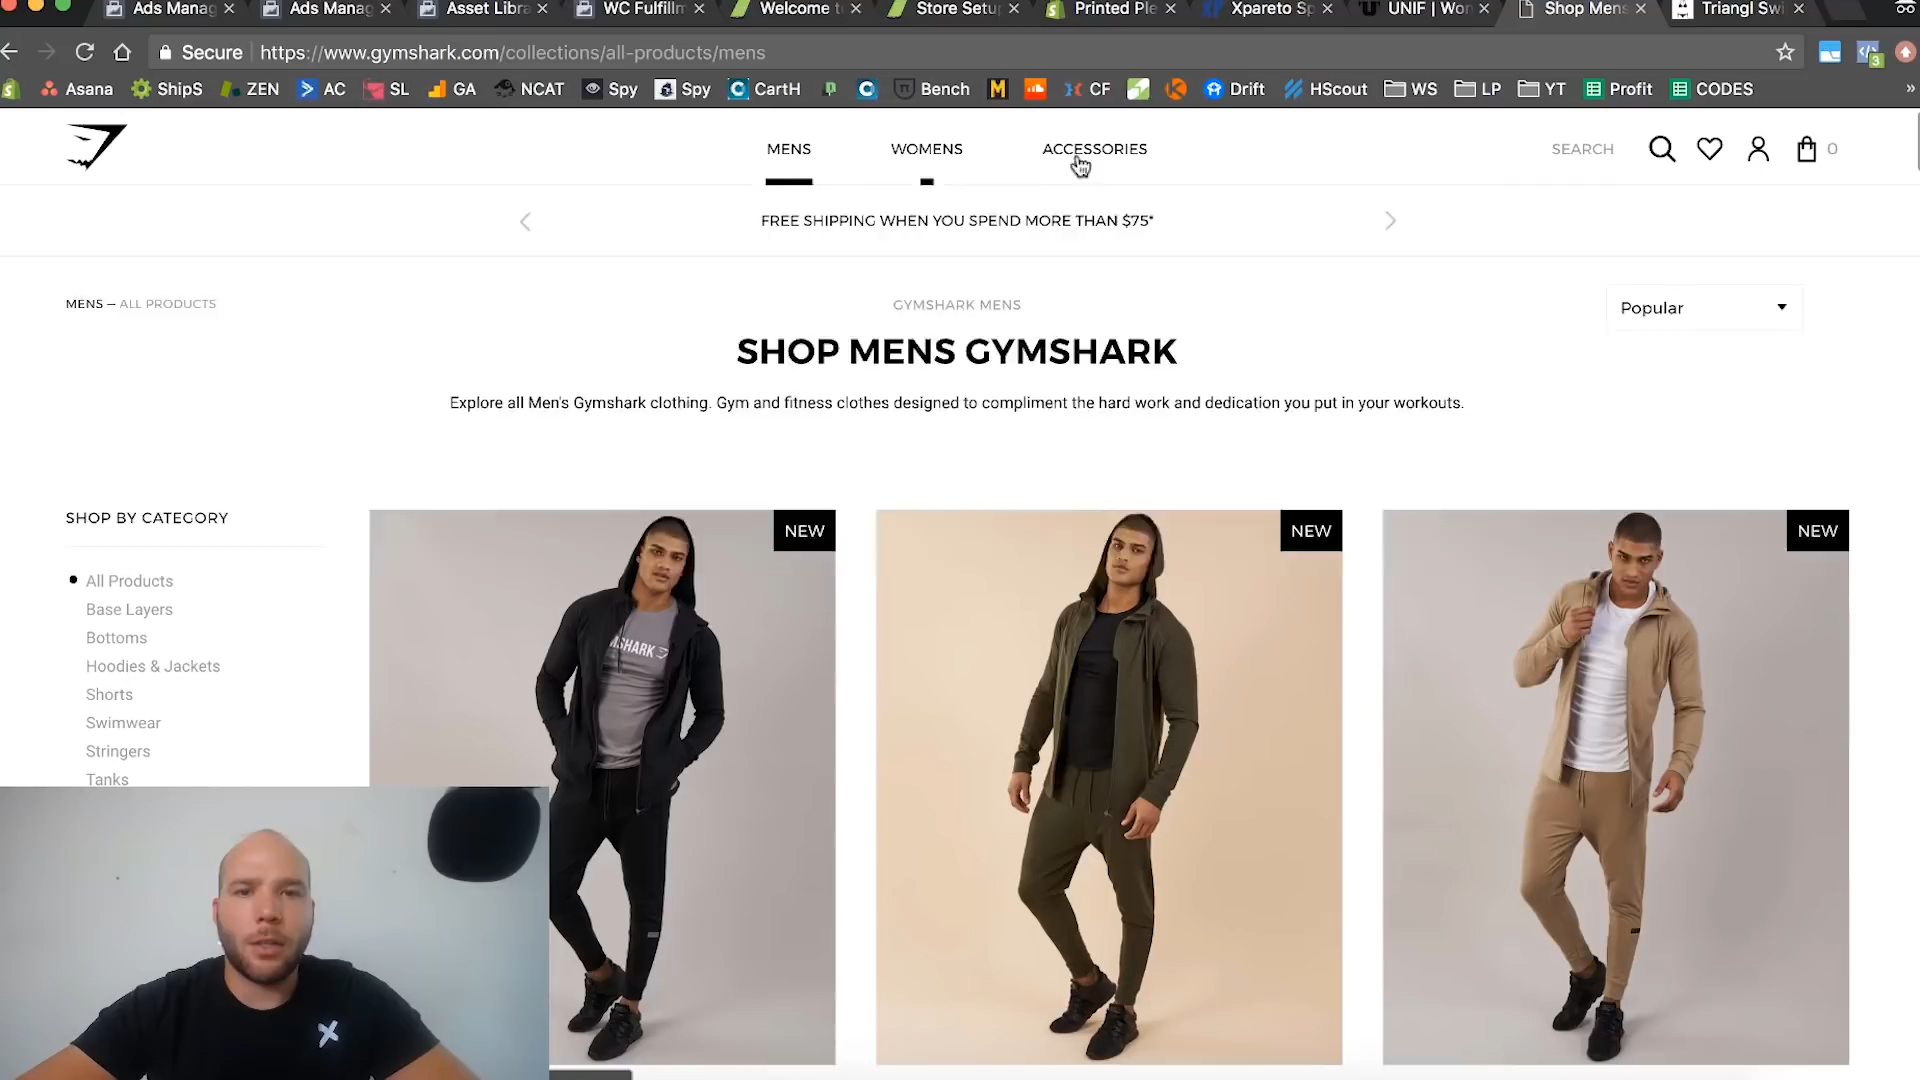 Ads Manag
Ads Manag
Asset Libra
WC Fulfillm
Welcome t
Store Setu
Printed Ple
Xpareto Sp
UNIF | Won
Shop Mens
Triangl Swi
Secure
https://www.gymshark.com/collections/all-products/mens
3
Asana
ShipS
ZEN
AC
SL
GA
NCAT
Spy
Spy
CartH
Bench
CF
Drift
HScout
WS
LP
YT
Profit
CODES
»
MENS
WOMENS
ACCESSORIES
SEARCH
0
FREE SHIPPING WHEN YOU SPEND MORE THAN $75*
MENS — ALL PRODUCTS
GYMSHARK MENS
Popular
SHOP MENS GYMSHARK
Explore all Men's Gymshark clothing. Gym and fitness clothes designed to compliment the hard work and dedication you put in your workouts.
SHOP BY CATEGORY
All Products
Base Layers
Bottoms
Hoodies & Jackets
Shorts
Swimwear
Stringers
Tanks
NEW
NEW
NEW
MSHARK